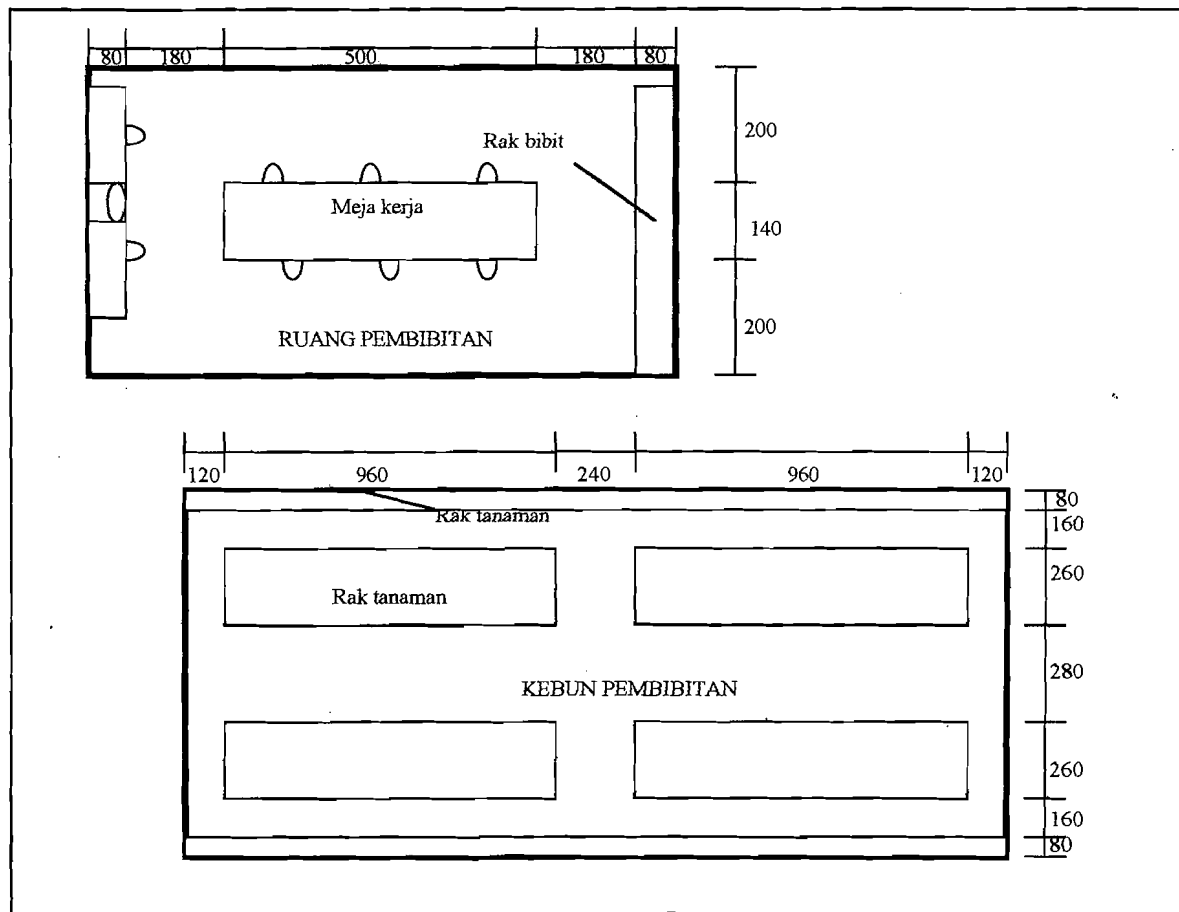 80 180 500 180 80
200
Rak bibit
Meja kerja
140
200
RUANG PEMBIBITAN
120 960 240 960 120
80
Rak tanaman
160
260
Rak tanaman
280
KEBUN PEMBIBITAN
260
160
80